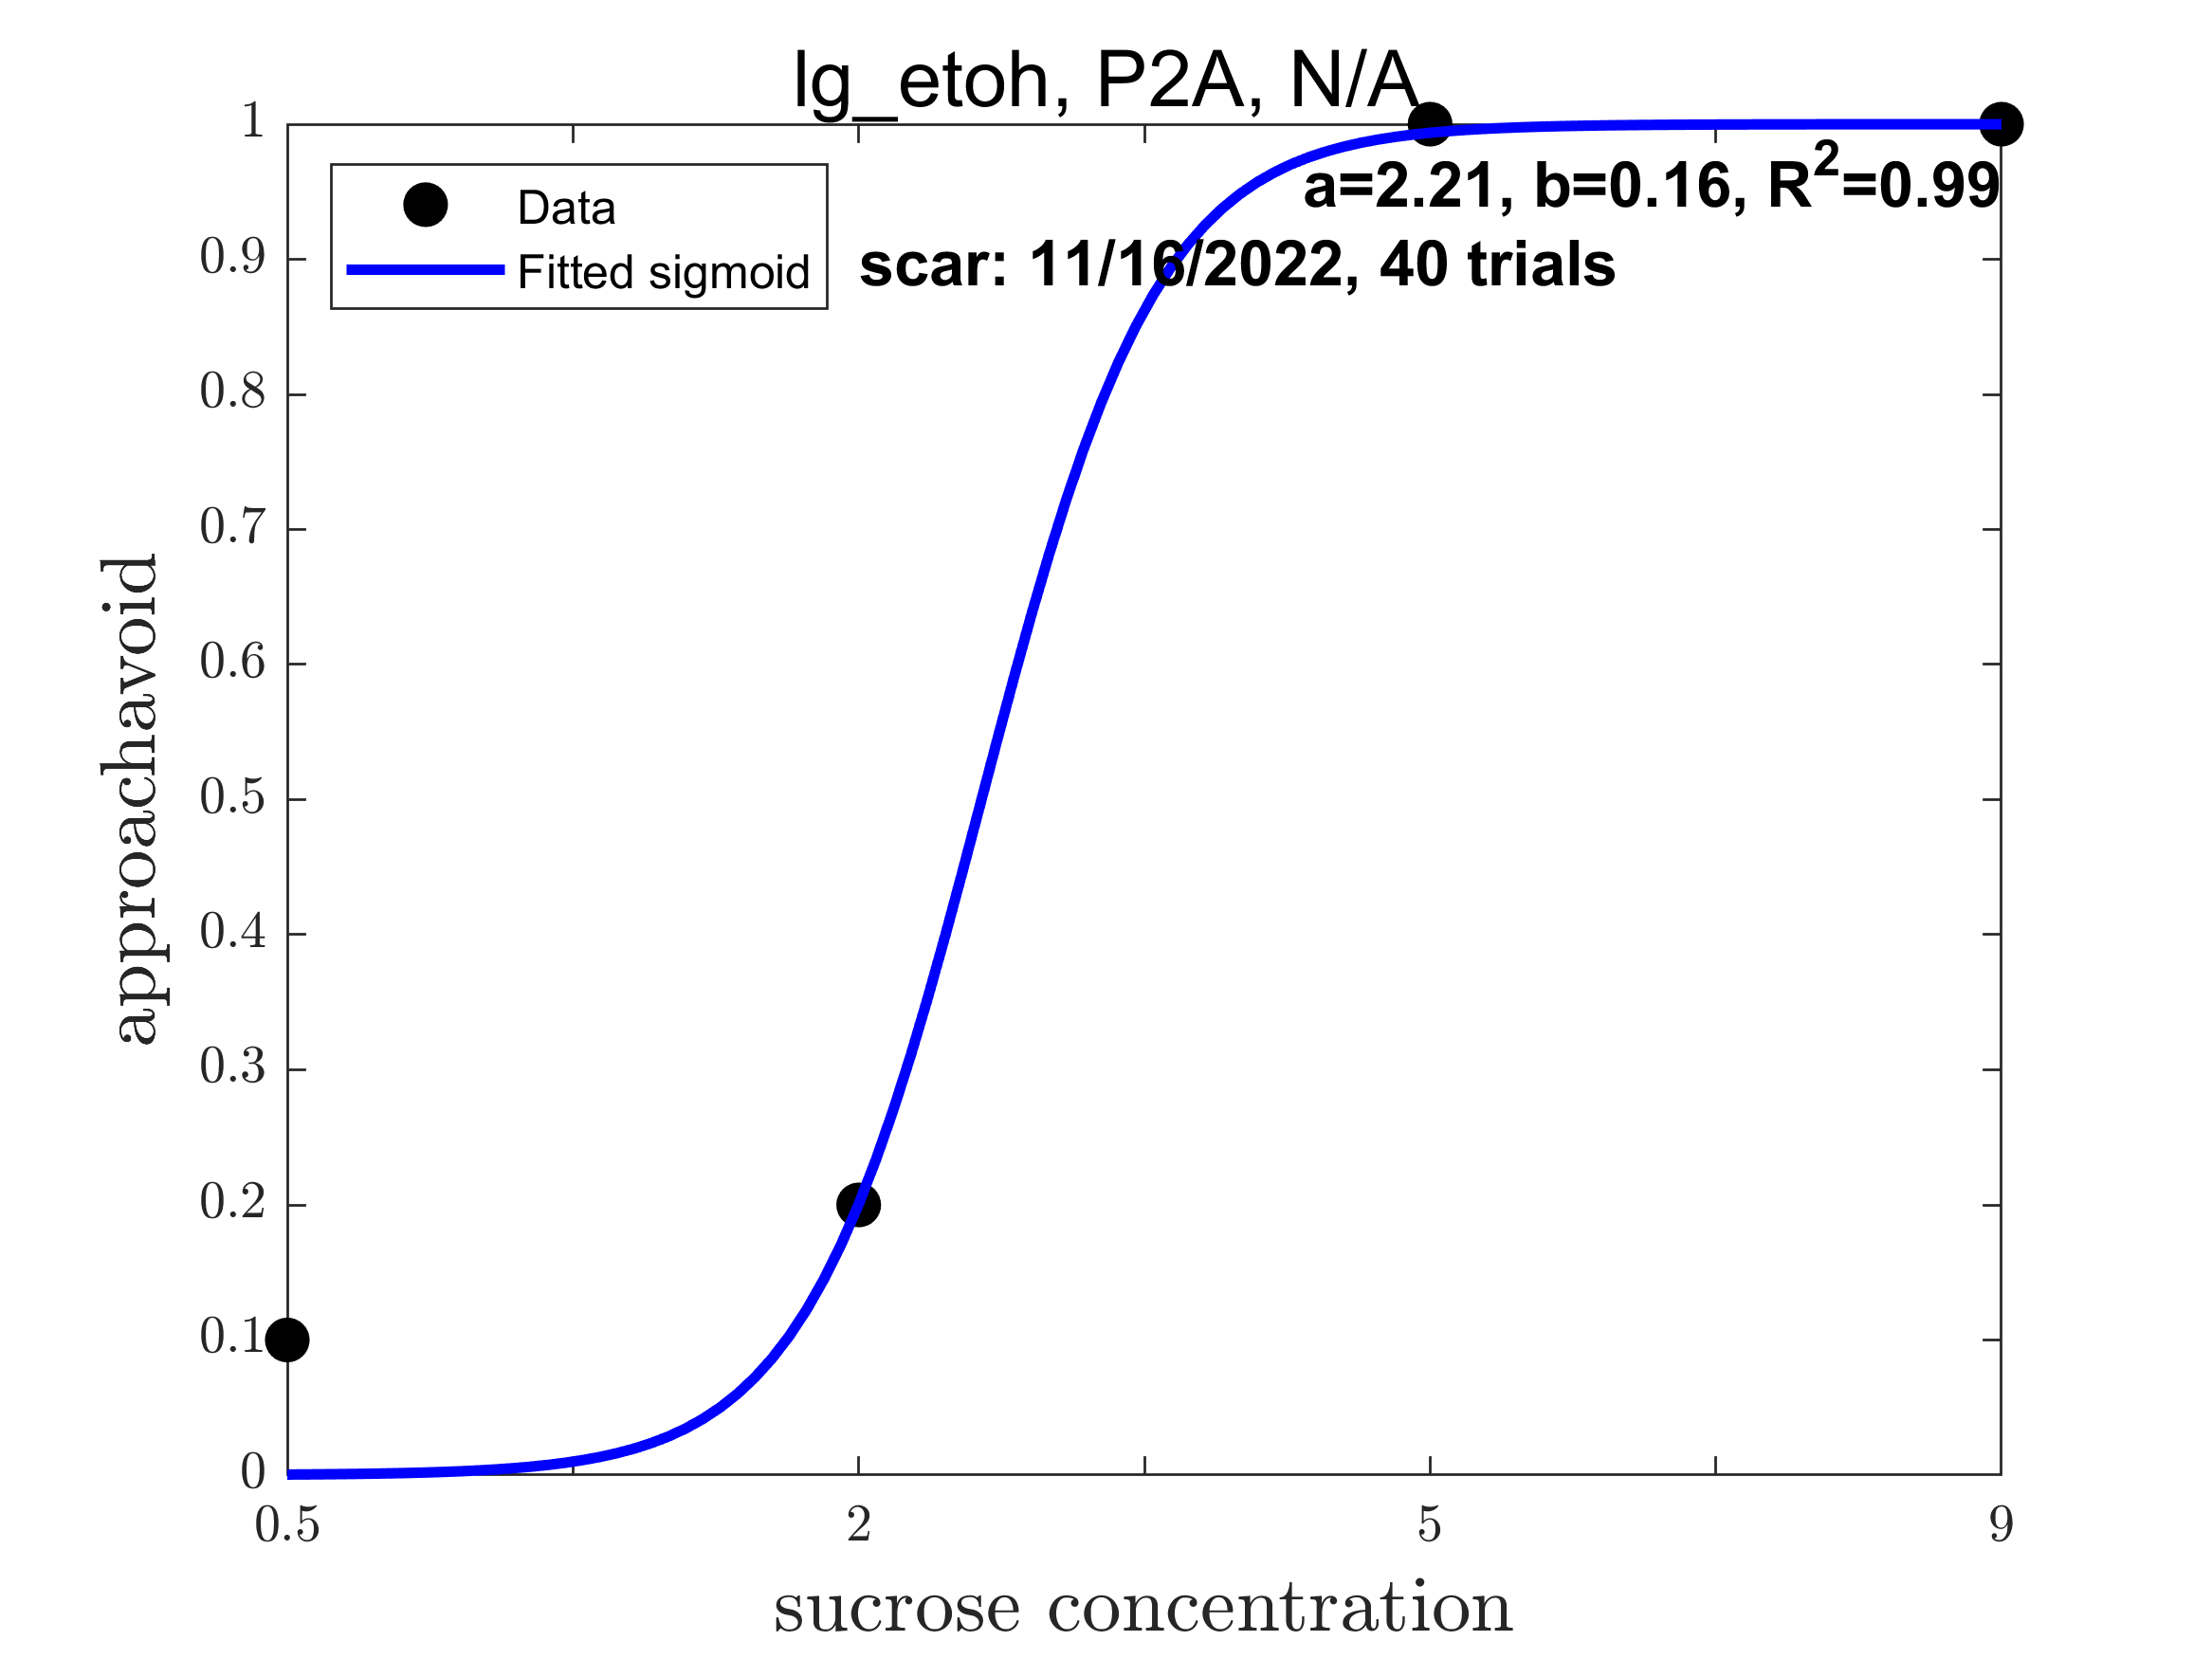 lg_etoh, P2A, N/A
Data
Fitted sigmoid
a=2.21, b=0.16, R²=0.99
scar: 11/16/2022, 40 trials
1
0.9
0.8
0.7
0.6
0.5
0.4
0.3
0.2
0.1
0
approachavoid
0.5 2 5 9
sucrose concentration